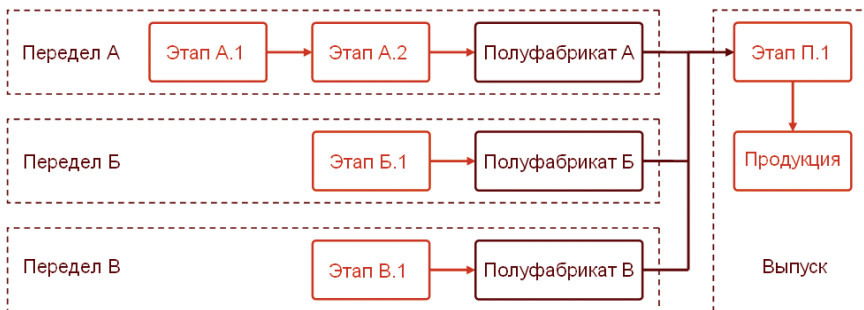 Передел А
Этап А.1
Этап А.2
Полуфабрикат А
Этап П.1
Передел Б
Этап Б.1
Полуфабрикат Б
Продукция
Передел В
Этап В.1
Полуфабрикат В
Выпуск